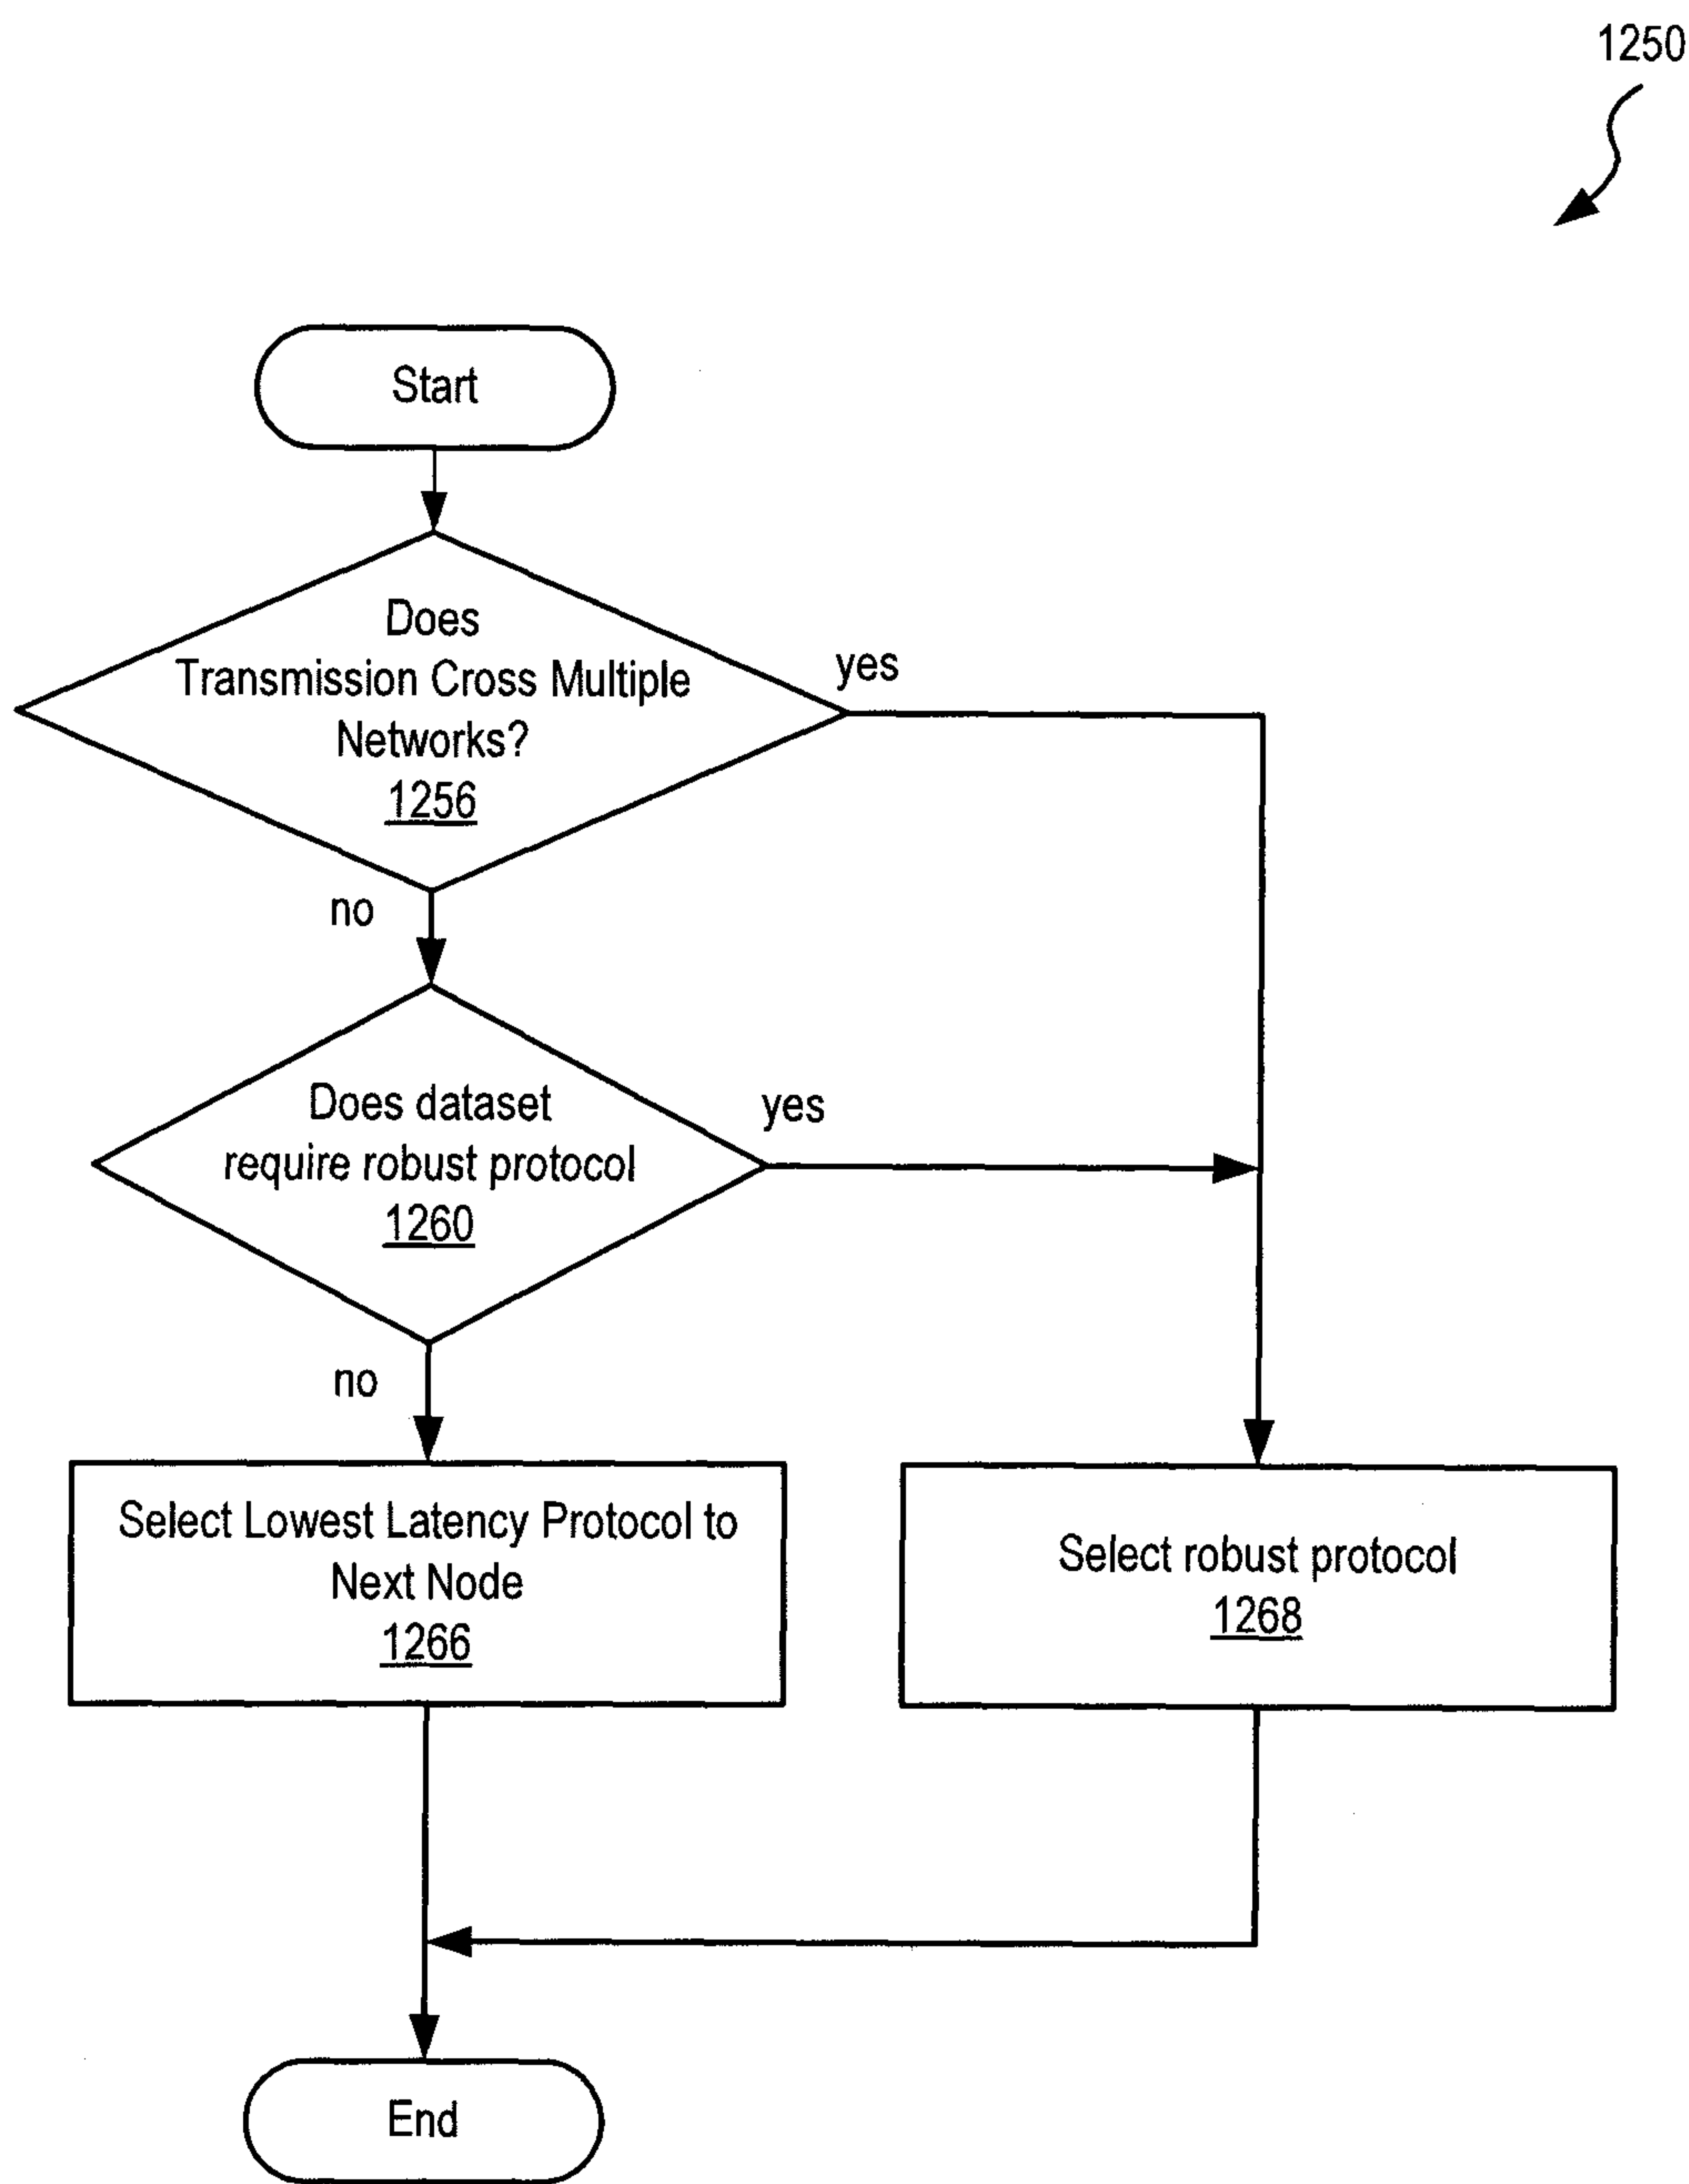 1250
Start
Does
Transmission Cross Multiple
Networks?
1256
yes
no
Does dataset
require robust protocol
1260
yes
no
Select Lowest Latency Protocol to
Next Node
1266
Select robust protocol
1268
End